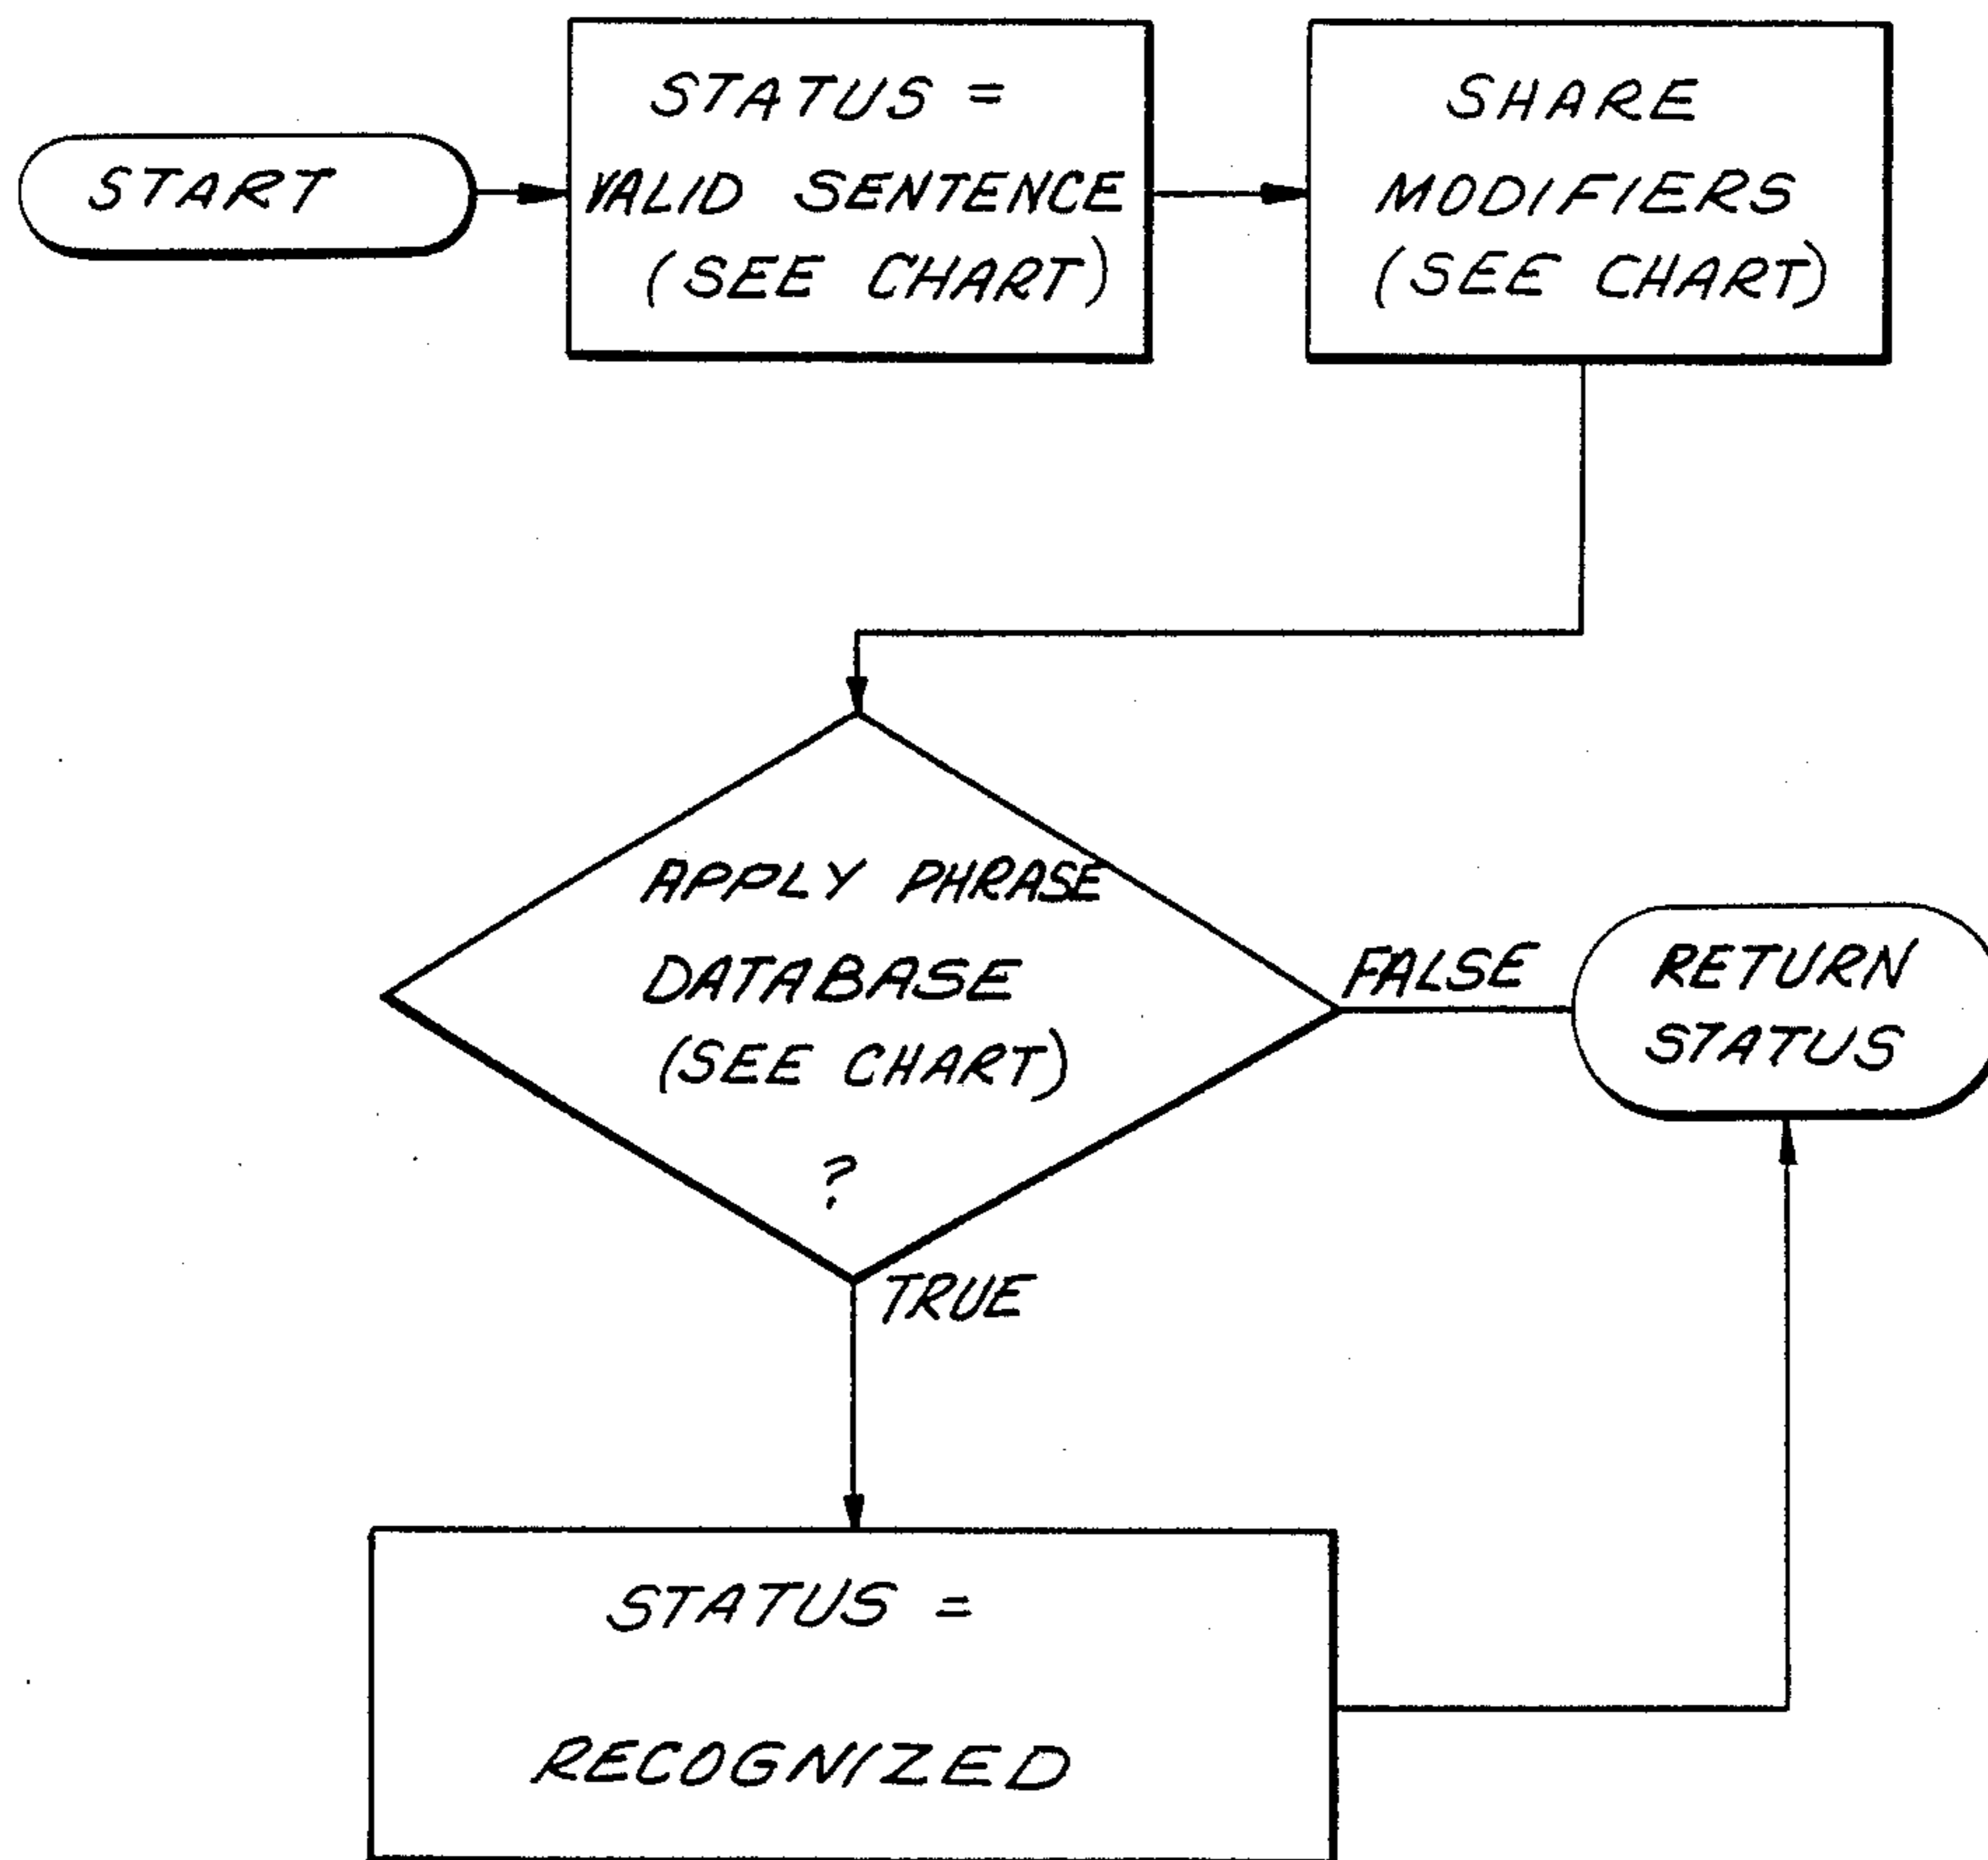 START
STATUS =
VALID SENTENCE
(SEE CHART)
SHARE
MODIFIERS
(SEE CHART)
APPLY PHRASE
DATABASE
(SEE CHART)
?
FALSE
RETURN
STATUS
TRUE
STATUS =
RECOGNIZED